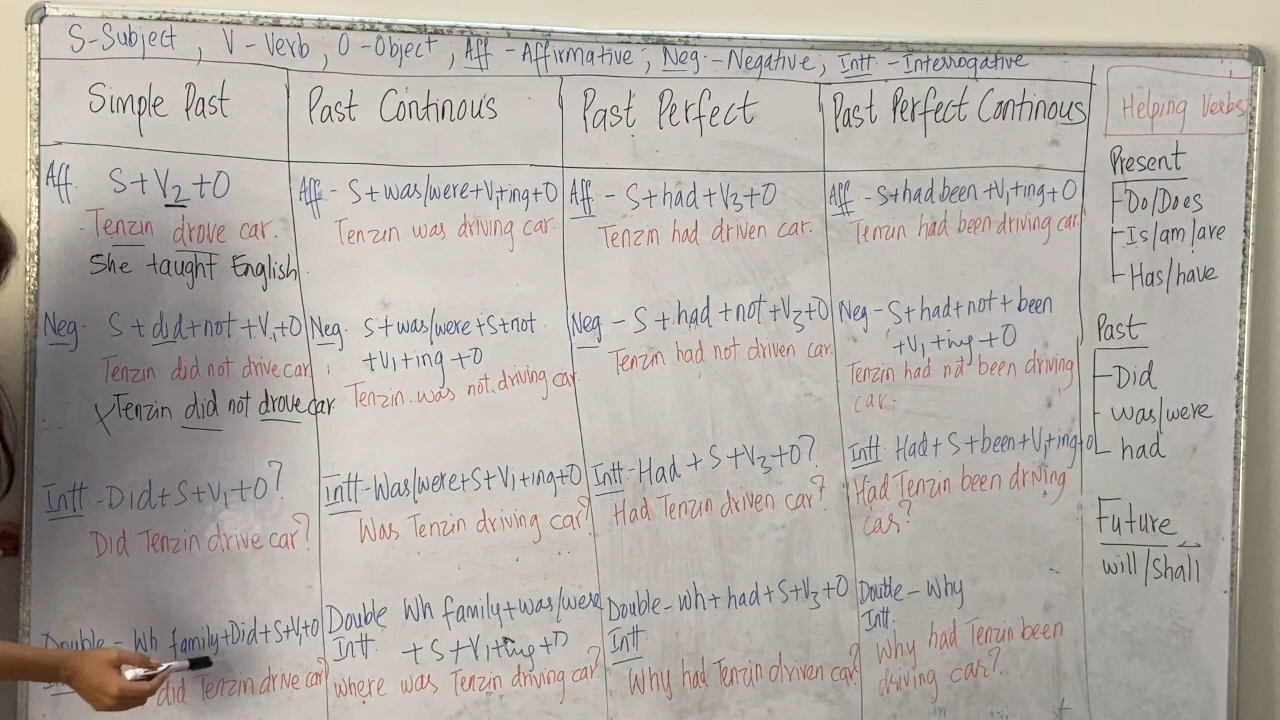 S-Subject , V - Verb , O -Object , Aff -Affirmative , Neg -Negative, Intt -Interrogative
Simple Past
Aff. S+V2+O
Tenzin drove car.
She taught English
Neg. S+did+not+V1+O
Tenzin did not drive car
xTenzin did not drove car.
Intt -Did+S+V1+O?
Did Tenzin drive car?
Double - Wh family+Did+S+V1+O
did Tenzin drive car?
Past Continous
Aff - S+was/were+V1+ing+O
Tenzin was driving car.
Neg. S+was/were+S+not
+V1+ing+O
Tenzin was not driving car.
Intt-Was/were+S+V1+ing+O
Was Tenzin driving car?
Double Wh family+was/were
Intt. +S+V1+ing+O
where was Tenzin driving car?
Past Perfect
Aff - S+had+V3+O
Tenzin had driven car.
Neg - S+had+not+V3+O
Tenzin had not driven car.
Intt-Had+S+V3+O?
Had Tenzin driven car?
Double-Wh+had+S+V3+O
Intt
Why had Tenzin driven car?
Past Perfect Continous
Aff - S+had been+V1+ing+O
Tenzin had been driving car.
Neg-S+had+not+been
+V1+ing+O
Tenzin had not been driving
car.
Intt Had+S+been+V1+ing+O
Had Tenzin been driving
car?
Double - Why
Intt.
Why had Tenzin been
driving car?
Helping Verbs
Present
-Do/Does
-Is/am/are
-Has/have
Past
-Did
-was/were
had
Future
will/shall